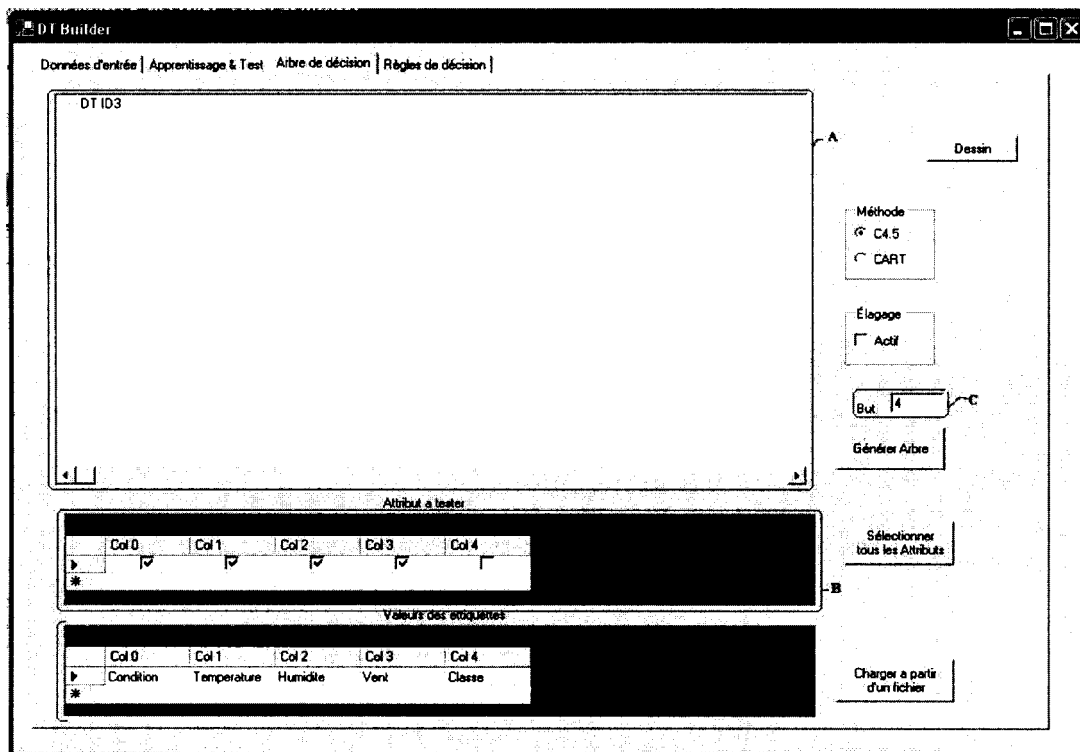 DT Builder
Données d'entrée | Apprentissage & Test | Arbre de décision | Règles de décision
DT ID3
A
Dessin
Méthode
C4.5
CART
Élagage
Actif
But 4
C
Générer Arbre
Attribut a tester
Col 0 Col 1 Col 2 Col 3 Col 4
Sélectionner
tous les Attributs
B
Valeurs des etiquettes
Col 0 Col 1 Col 2 Col 3 Col 4
Condition Temperature Humidite Vent Classe
Charger a partir
d'un fichier